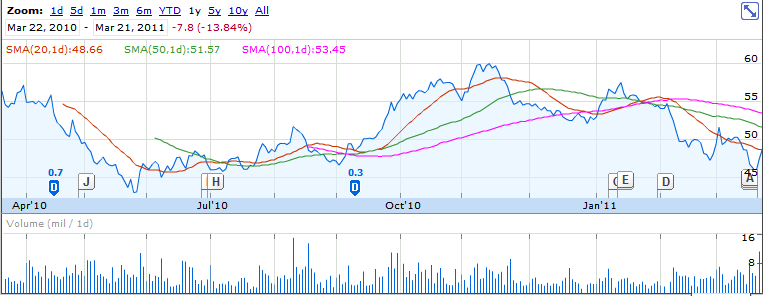 Zoom: 1d 5d 1m 3m 6m YTD 1y 5y 10y All
Mar 22, 2010 - Mar 21, 2011 -7.8 (-13.84%)
SMA(20,1d):48.66 SMA(50,1d):51.57 SMA(100,1d):53.45
60
55
50
45
0.7 0.3
D J H D E D A
Apr'10 Jul'10 Oct'10 Jan'11
Volume (mil / 1d)
16
8